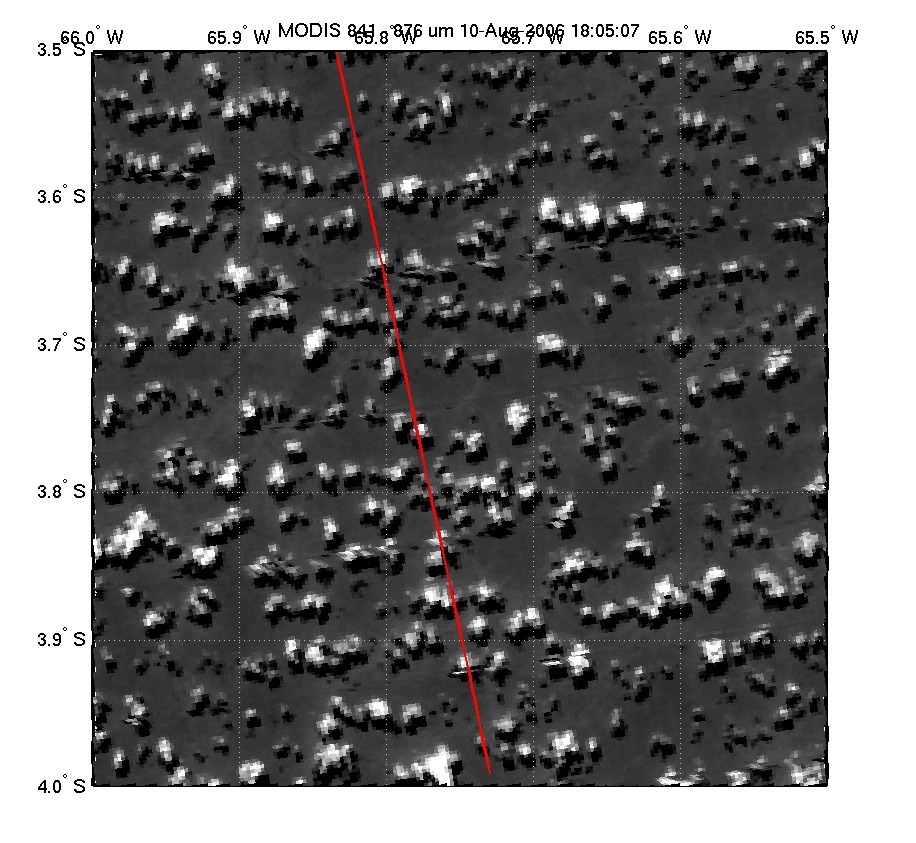 MODIS 841 - 876 um 10-Aug-2006 18:05:07
66.0° W 65.9° W 65.8° W 65.7° W 65.6° W 65.5° W
3.5° S
3.6° S
3.7° S
3.8° S
3.9° S
4.0° S